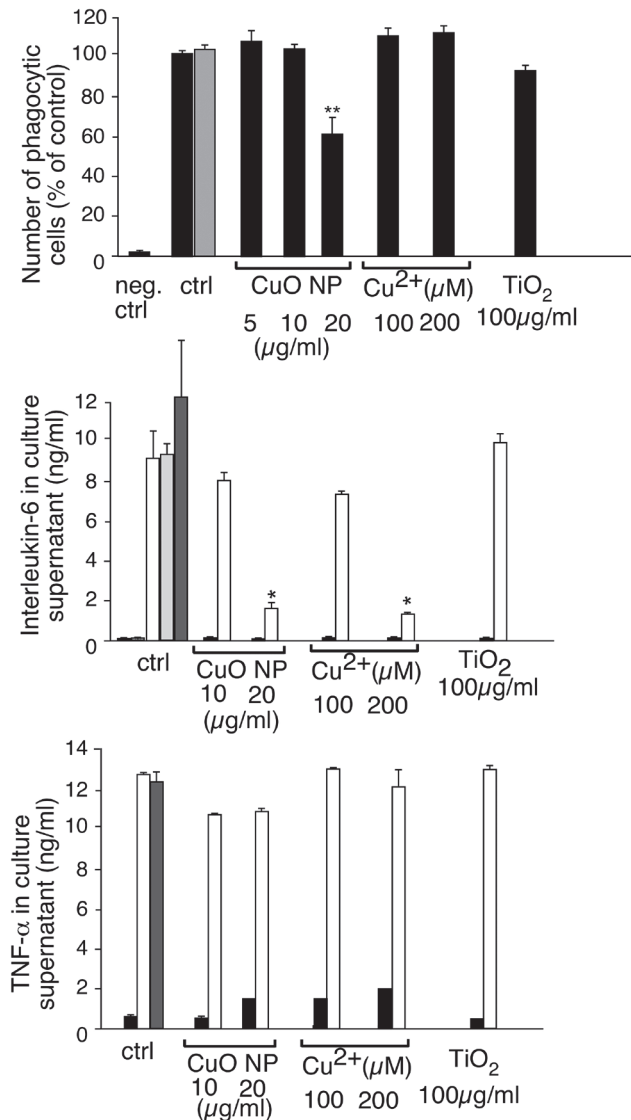 Number of phagocytic
cells (% of control)
120
100
80
60
40
20
0
**
neg.
ctrl
ctrl
CuO NP
5 10 20
(µg/ml)
Cu2+(µM)
100 200
TiO2
100µg/ml
Interleukin-6 in culture
supernatant (ng/ml)
12
10
8
6
4
2
0
*
*
ctrl
CuO NP
10 20
(µg/ml)
Cu2+(µM)
100 200
TiO2
100µg/ml
TNF-α in culture
supernatant (ng/ml)
14
12
10
12
8
4
2
0
ctrl
CuO NP
10 20
(µg/ml)
Cu2+(µM)
100 200
TiO2
100µg/ml